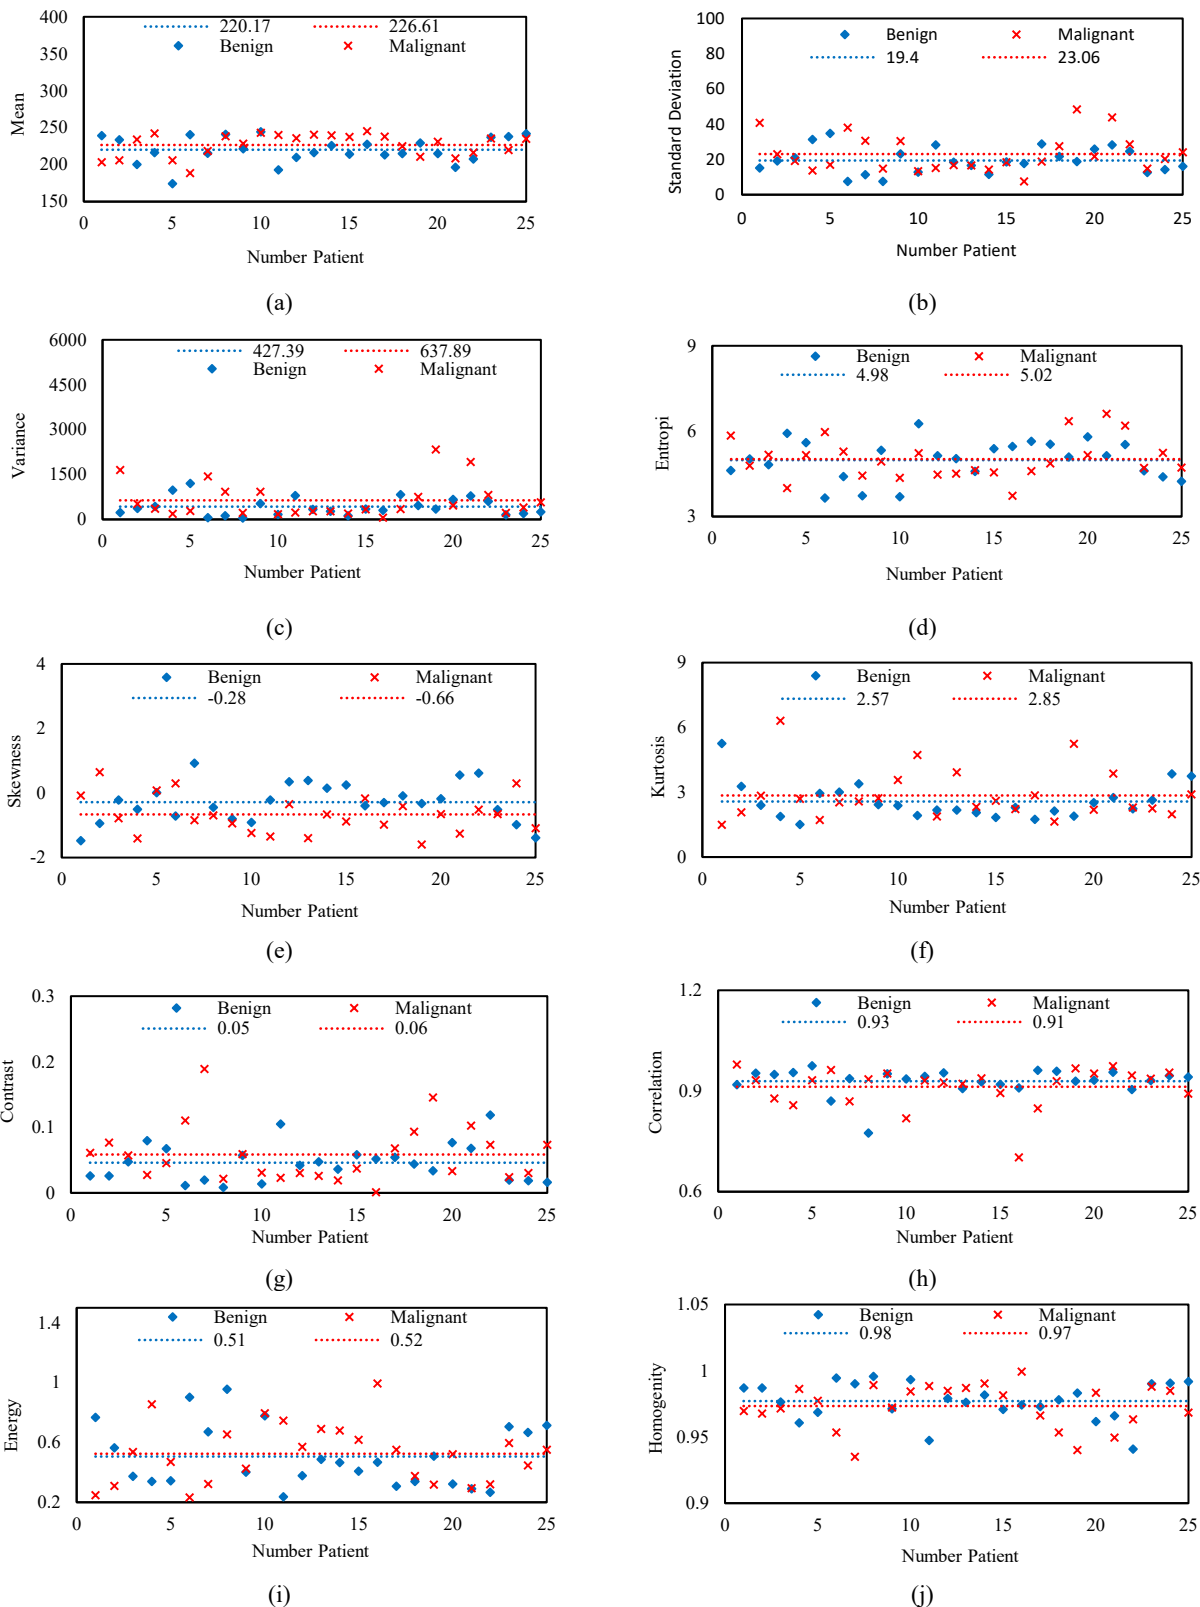 400
350
300
250
200
150
Mean
220.17 226.61
Benign Malignant
0 5 10 15 20 25
Number Patient
(a)
100
80
60
40
20
0
Standard Deviation
Benign Malignant
19.4 23.06
0 5 10 15 20 25
Number Patient
(b)
6000
4500
3000
1500
0
Variance
427.39 637.89
Benign Malignant
0 5 10 15 20 25
Number Patient
(c)
9
6
3
Entropi
Benign Malignant
4.98 5.02
0 5 10 15 20 25
Number Patient
(d)
4
2
0
-2
Skewness
Benign Malignant
-0.28 -0.66
0 5 10 15 20 25
Number Patient
(e)
9
6
3
0
Kurtosis
Benign Malignant
2.57 2.85
0 5 10 15 20 25
Number Patient
(f)
0.3
0.2
0.1
0
Contrast
Benign Malignant
0.05 0.06
0 5 10 15 20 25
Number Patient
(g)
1.2
0.9
0.6
Correlation
Benign Malignant
0.93 0.91
0 5 10 15 20 25
Number Patient
(h)
1.4
1
0.6
0.2
Energy
Benign Malignant
0.51 0.52
0 5 10 15 20 25
Number Patient
(i)
1.05
1
0.95
0.9
Homogenity
Benign Malignant
0.98 0.97
0 5 10 15 20 25
Number Patient
(j)